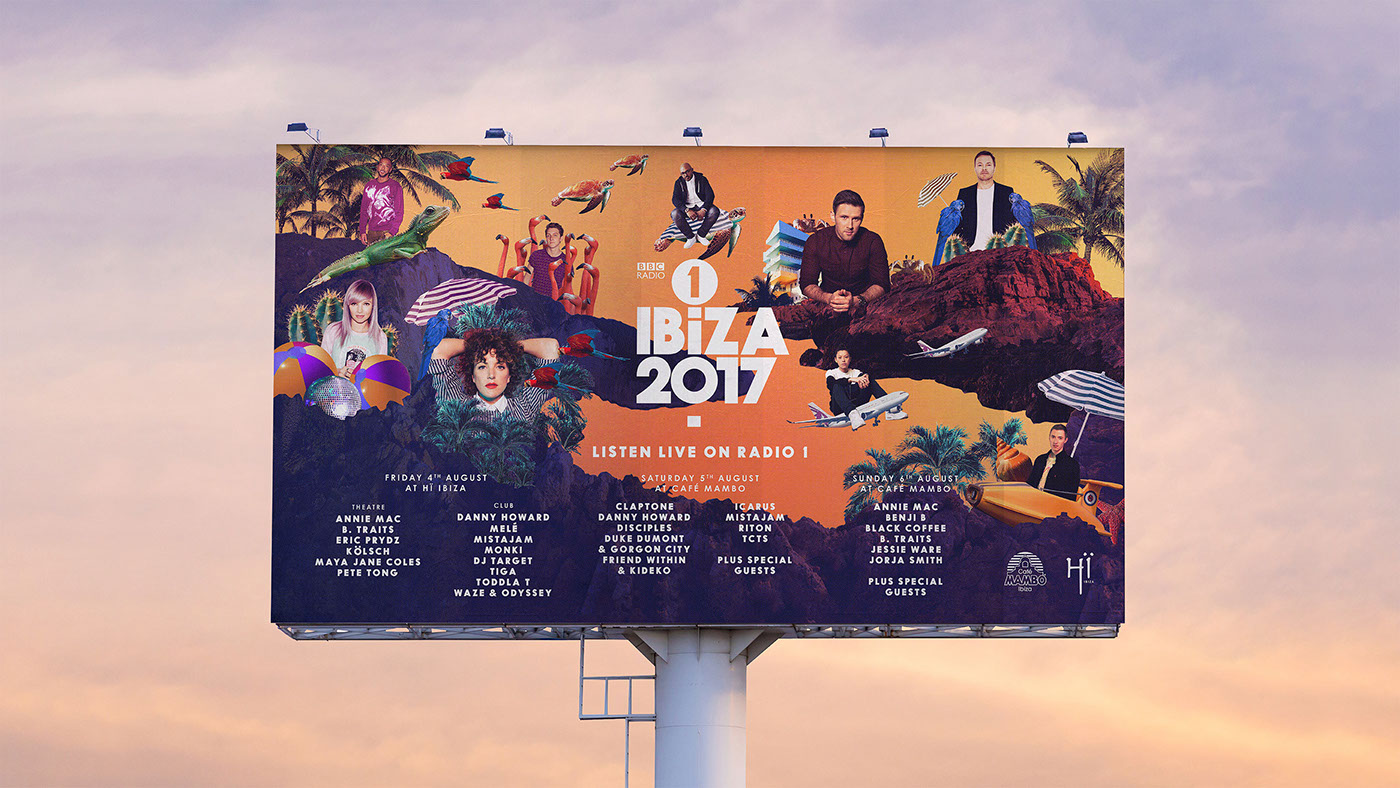 BBC
RADIO
1
IBiZA
2017
LISTEN LIVE ON RADIO 1
FRIDAY 4TH AUGUST
AT HÏ IBIZA
THEATRE
ANNIE MAC
B. TRAITS
ERIC PRYDZ
KÖLSCH
MAYA JANE COLES
PETE TONG
CLUB
DANNY HOWARD
MELÉ
MISTAJAM
MONKI
DJ TARGET
TIGA
TODDLA T
WAZE & ODYSSEY
SATURDAY 5TH AUGUST
AT CAFÉ MAMBO
CLAPTONE
DANNY HOWARD
DISCIPLES
DUKE DUMONT
& GORGON CITY
FRIEND WITHIN
& KIDEKO
ICARUS
MISTAJAM
RITON
TCTS
PLUS SPECIAL
GUESTS
SUNDAY 6TH AUGUST
AT CAFÉ MAMBO
ANNIE MAC
BENJI B
BLACK COFFEE
B. TRAITS
JESSIE WARE
JORJA SMITH
PLUS SPECIAL
GUESTS
Café
MAMBO
Ibiza
HÏ
IBIZA